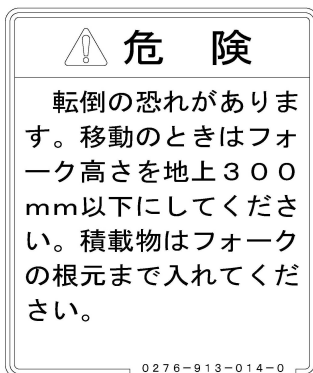 危　険
　転倒の恐れがありま
す。移動のときはフォ
ーク高さを地上３００
ｍｍ以下にしてくださ
い。積載物はフォーク
の根元まで入れてくだ
さい。
0276-913-014-0